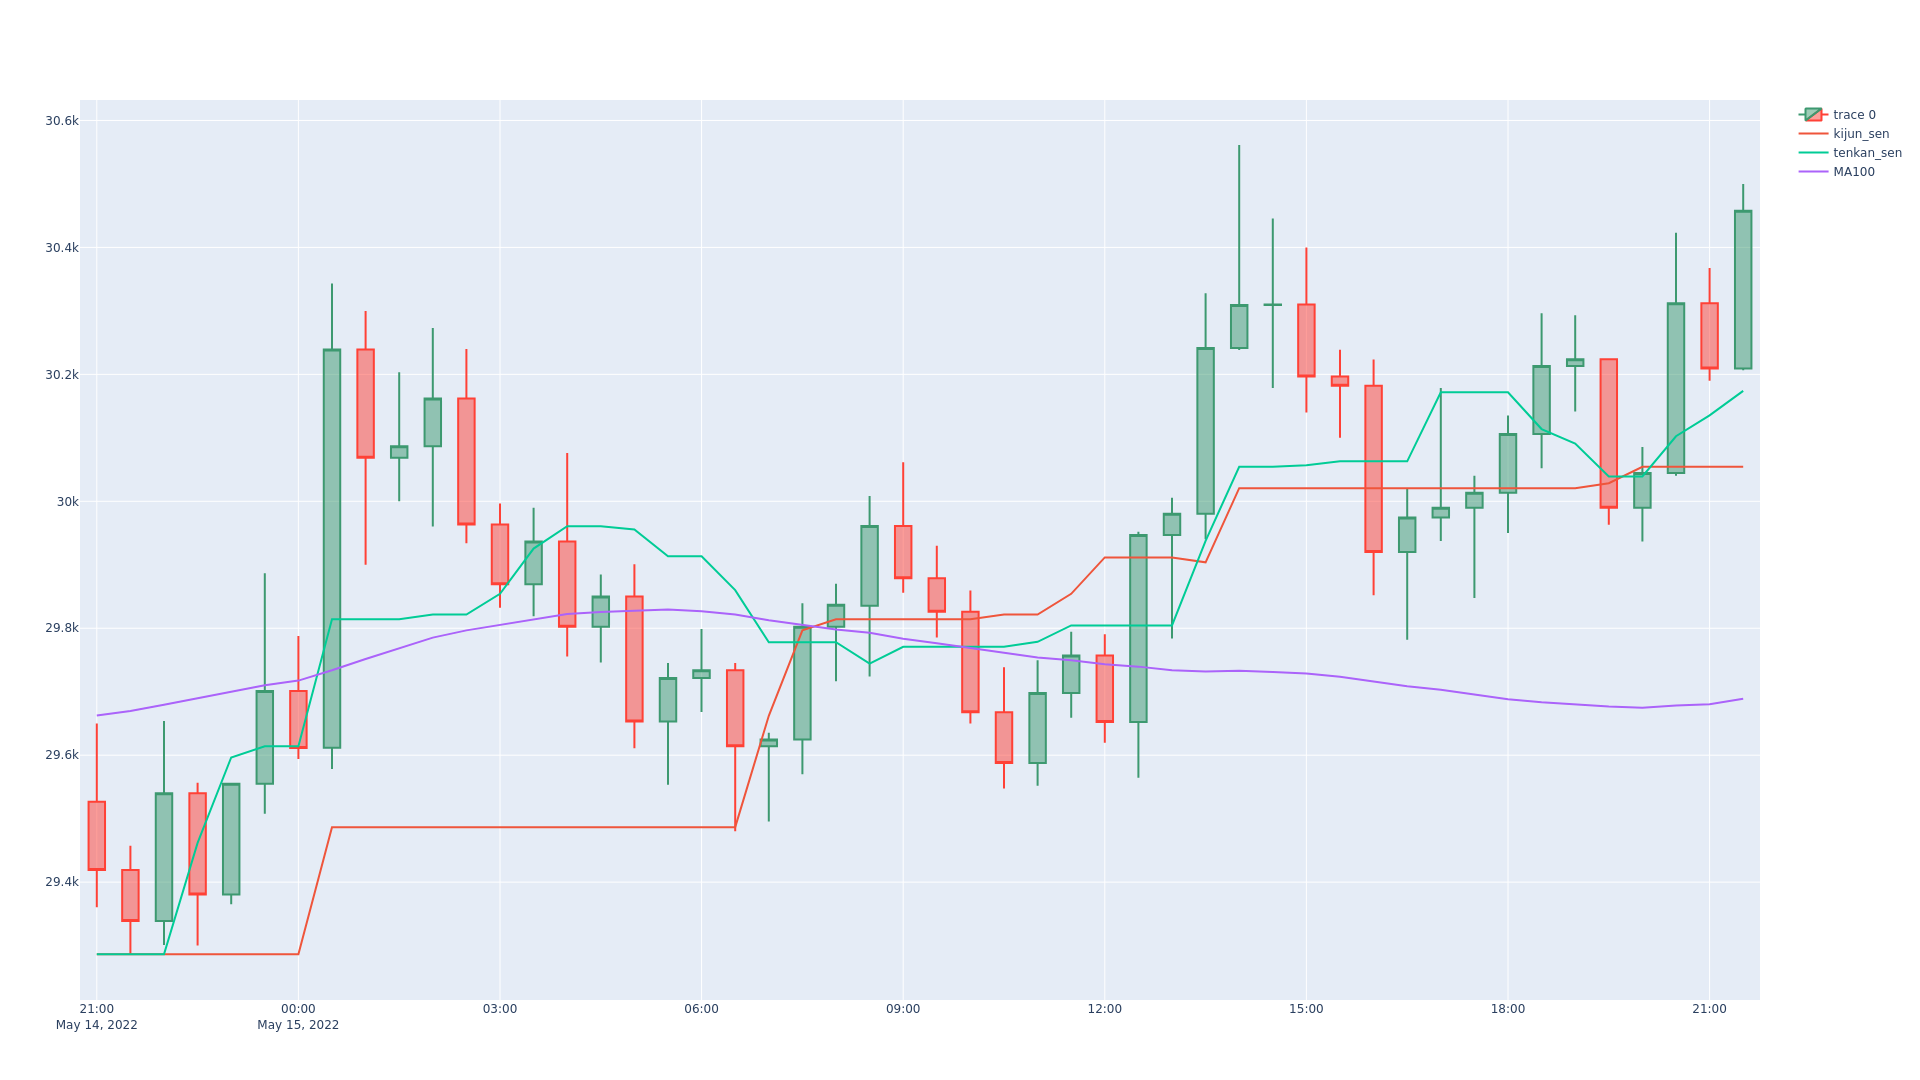 30.6k
30.4k
30.2k
30k
29.8k
29.6k
29.4k
21:00
May 14, 2022
00:00
May 15, 2022
03:00
06:00
09:00
12:00
15:00
18:00
21:00
trace 0
kijun_sen
tenkan_sen
MA100